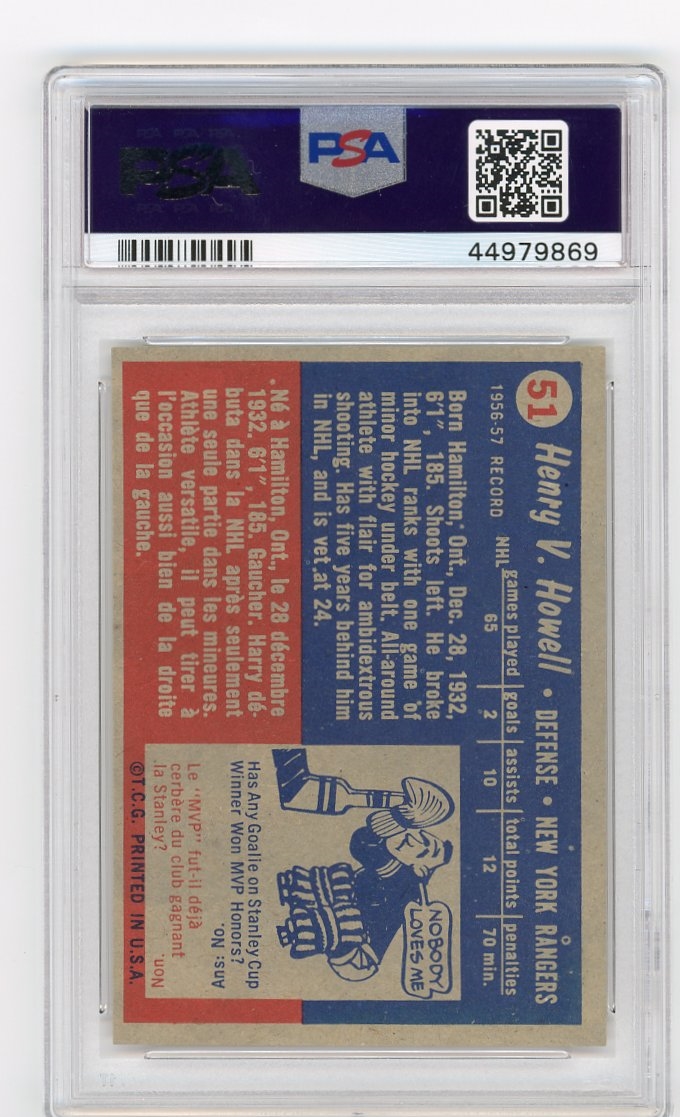 PSA
PSA
44979869
51 Henry V. Howell • DEFENSE • NEW YORK RANGERS
1956-57 RECORD games played goals assists total points penalties
NHL 65 2 10 12 70 min.
Born Hamilton, Ont., Dec. 28, 1932,
6'1", 185. Shoots left. He broke
into NHL ranks with one game of
minor hockey under belt. All-around
athlete with flair for ambidextrous
shooting. Has five years behind him
in NHL, and is vet at 24.
Né à Hamilton, Ont., le 28 décembre
1932. 6'1", 185. Gaucher. Harry dé-
buta dans la NHL après seulement
une seule partie dans les mineures.
Athlète versatile, il peut tirer à
l'occasion aussi bien de la droite
que de la gauche.
NOBODY
LOVES ME
Has Any Goalie on Stanley Cup
Winner Won MVP Honors?
Ans: No.
Le "MVP" fut-il déjà
cerbère du club gagnant
la Stanley?
Non.
©T.C.G. PRINTED IN U.S.A.